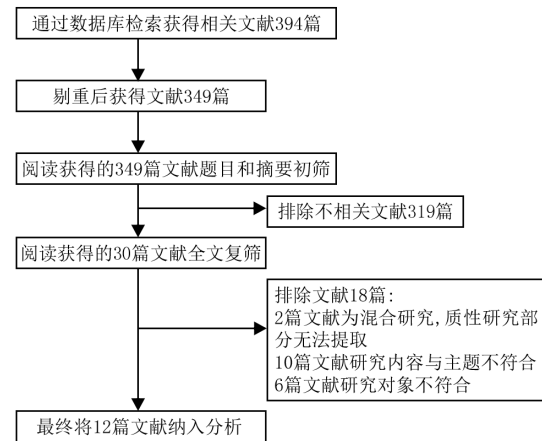 通过数据库检索获得相关文献394篇
剔重后获得文献349篇
阅读获得的349篇文献题目和摘要初筛
排除不相关文献319篇
阅读获得的30篇文献全文复筛
排除文献18篇:
2篇文献为混合研究,质性研究部
分无法提取
10篇文献研究内容与主题不符合
6篇文献研究对象不符合
最终将12篇文献纳入分析